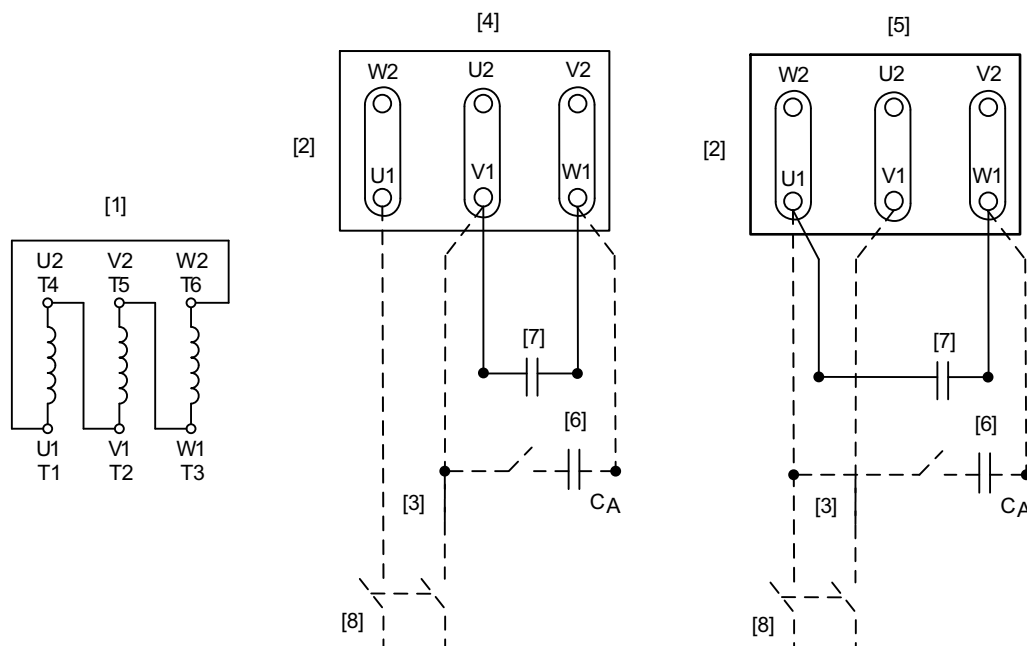 [4]
[5]
W2 U2 V2
W2 U2 V2
[2]
U1 V1 W1
[2]
U1 V1 W1
[1]
U2 V2 W2
T4 T5 T6
U1 V1 W1
T1 T2 T3
[7]
[7]
[6]
[6]
[3]
CA
[3]
CA
[8]
[8]